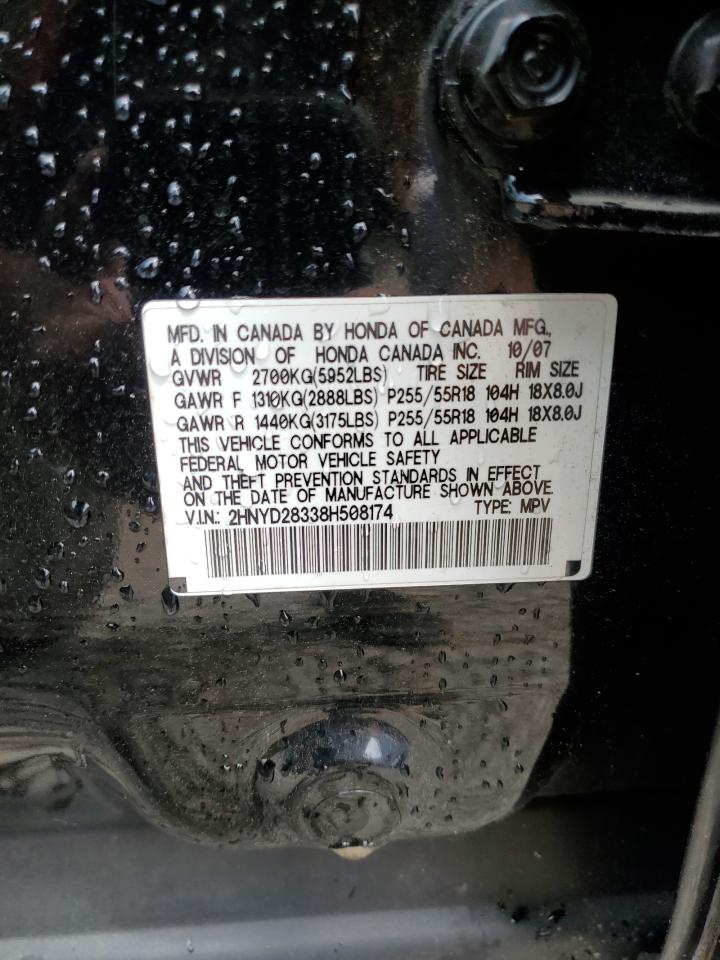 MFD. IN CANADA BY HONDA OF CANADA MFG.,
A DIVISION OF HONDA CANADA INC. 10/07
GVWR 2700KG(5952LBS) TIRE SIZE RIM SIZE
GAWR F 1310KG(2888LBS) P255/55R18 104H 18X8.0J
GAWR R 1440KG(3175LBS) P255/55R18 104H 18X8.0J
THIS VEHICLE CONFORMS TO ALL APPLICABLE
FEDERAL MOTOR VEHICLE SAFETY
AND THEFT PREVENTION STANDARDS IN EFFECT
ON THE DATE OF MANUFACTURE SHOWN ABOVE.
V.I.N.: 2HNYD28338H508174 TYPE: MPV